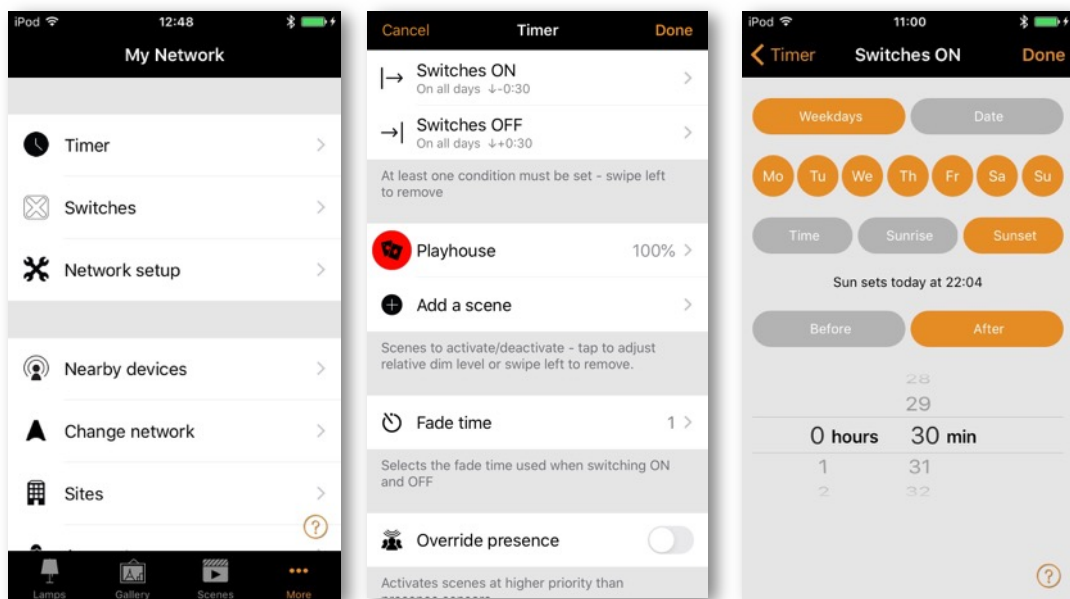 iPod 12:48
My Network
Timer
Switches
Network setup
Nearby devices
Change network
Sites
?
Lamps Gallery Scenes More
Cancel Timer Done
Switches ON
On all days ↓-0:30
Switches OFF
On all days ↓+0:30
At least one condition must be set - swipe left
to remove
Playhouse 100%
Add a scene
Scenes to activate/deactivate - tap to adjust
relative dim level or swipe left to remove.
Fade time 1
Selects the fade time used when switching ON
and OFF
Override presence
Activates scenes at higher priority than
iPod 11:00
Timer Switches ON Done
Weekdays Date
Mo Tu We Th Fr Sa Su
Time Sunrise Sunset
Sun sets today at 22:04
Before After
28
29
0 hours 30 min
1 31
2 32
?